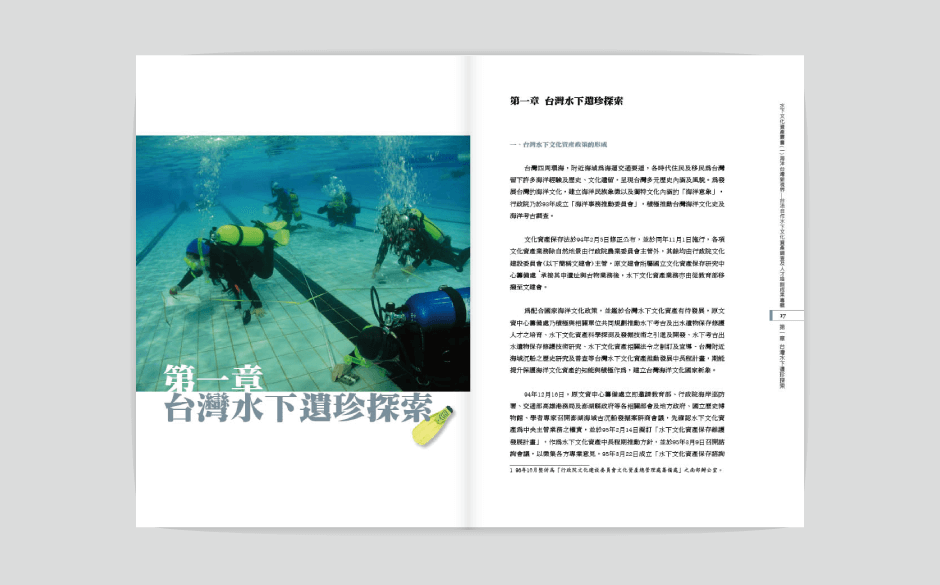 第一章
台灣水下遺珍探索
第一章 台灣水下遺珍探索
一、台灣水下文化資產政策的形成
台灣四周環海，附近海域為海運交通要道，各時代住民及移民為台灣
留下許多海洋經驗及歷史、文化遺留，呈現台灣多元歷史內涵及風貌。為發
展台灣的海洋文化，建立海洋民族象徵以及獨特文化內涵的「海洋意象」，
行政院乃於93年成立「海洋事務推動委員會」，積極推動台灣海洋文化史及
海洋考古調查。
文化資產保存法於94年2月5日修正公布，並於同年11月1日施行，各項
文化資產業務除自然地景由行政院農業委員會主管外，其餘均由行政院文化
建設委員會(以下簡稱文建會)主管。原文建會所屬國立文化資產保存研究中
心籌備處1承接其中遺址與古物業務後，水下文化資產業務亦由從教育部移
撥至文建會。
為配合國家海洋文化政策，並鑑於台灣水下文化資產有待發展，原文
資中心籌備處乃積極與相關單位共同規劃推動水下考古及出水遺物保存修護
人才之培育、水下文化資產科學探測及發掘技術之引進及開發、水下考古出
水遺物保存修護技術研究、水下文化資產相關法令之制訂及宣導、台灣附近
海域沉船之歷史研究及普查等台灣水下文化資產推動發展中長程計畫，期能
提升保護海洋文化資產的知能與積極作為，建立台灣海洋文化國家新象。
94年12月16日，原文資中心籌備處立即邀請教育部、行政院海岸巡防
署、交通部高雄港務局及澎湖縣政府等各相關部會及地方政府、國立歷史博
物館、學者專家召開澎湖海域古沉船發掘案研商會議，先確認水下文化資
產為中央主管業務之權責，並於95年2月14日擬訂「水下文化資產保存維護
發展計畫」，作為水下文化資產中長程期推動方針，並於95年3月9日召開諮
詢會議，以徵集各方專業意見。95年3月22日成立「水下文化資產保存諮詢
1 96年10月整併為「行政院文化建設委員會文化資產總管理處籌備處」之南部辦公室。
17
第一章 台灣水下遺珍探索